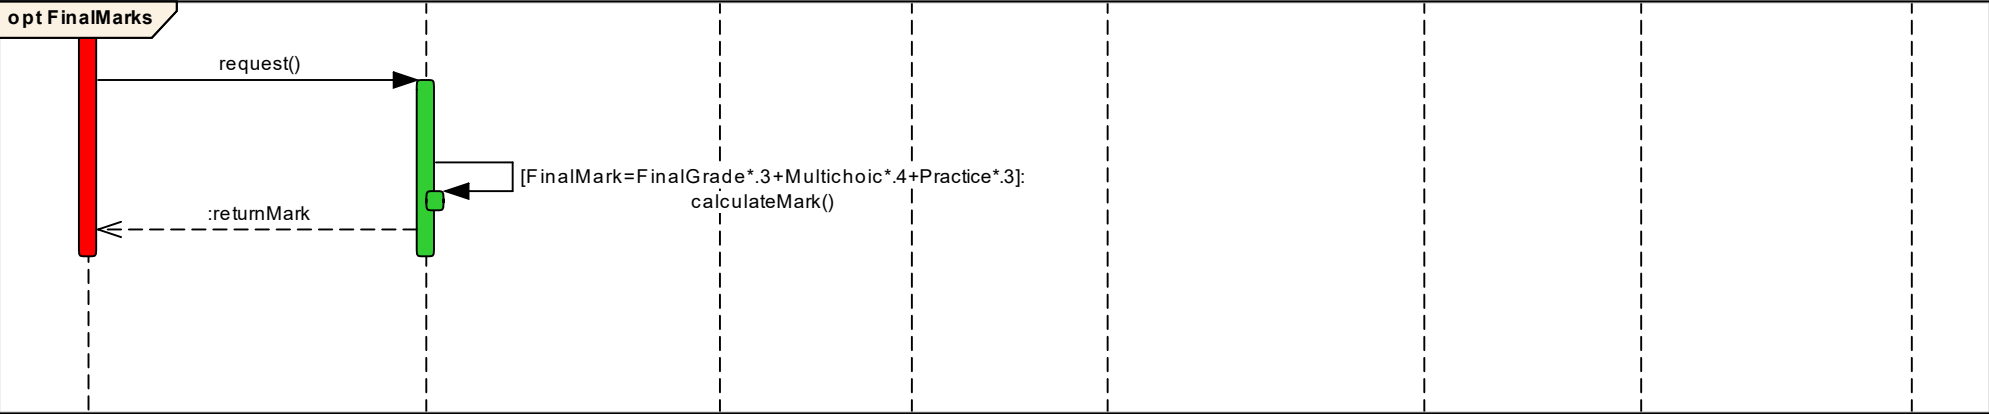 opt FinalMarks
request()
[FinalMark=FinalGrade*.3+Multichoic*.4+Practice*.3]:
calculateMark()
:returnMark